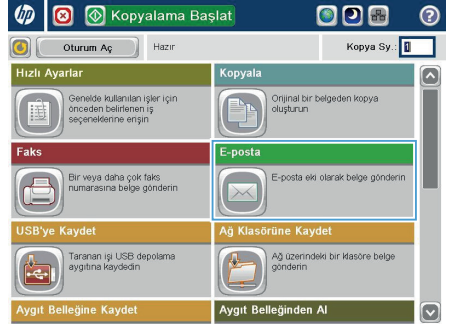 hp
Kopyalama Başlat
?
Oturum Aç
Hazır
Kopya Sy.: 1
Hızlı Ayarlar
Genelde kullanılan işler için
önceden belirlenen iş
seçeneklerine erişin
Kopyala
Orijinal bir belgeden kopya
oluşturun
Faks
Bir veya daha çok faks
numarasına belge gönderin
E-posta
E-posta eki olarak belge gönderin
USB'ye Kaydet
Taranan işi USB depolama
aygıtına kaydedin
Ağ Klasörüne Kaydet
Ağ üzerindeki bir klasöre belge
gönderin
Aygıt Belleğine Kaydet
Aygıt Belleğinden Al